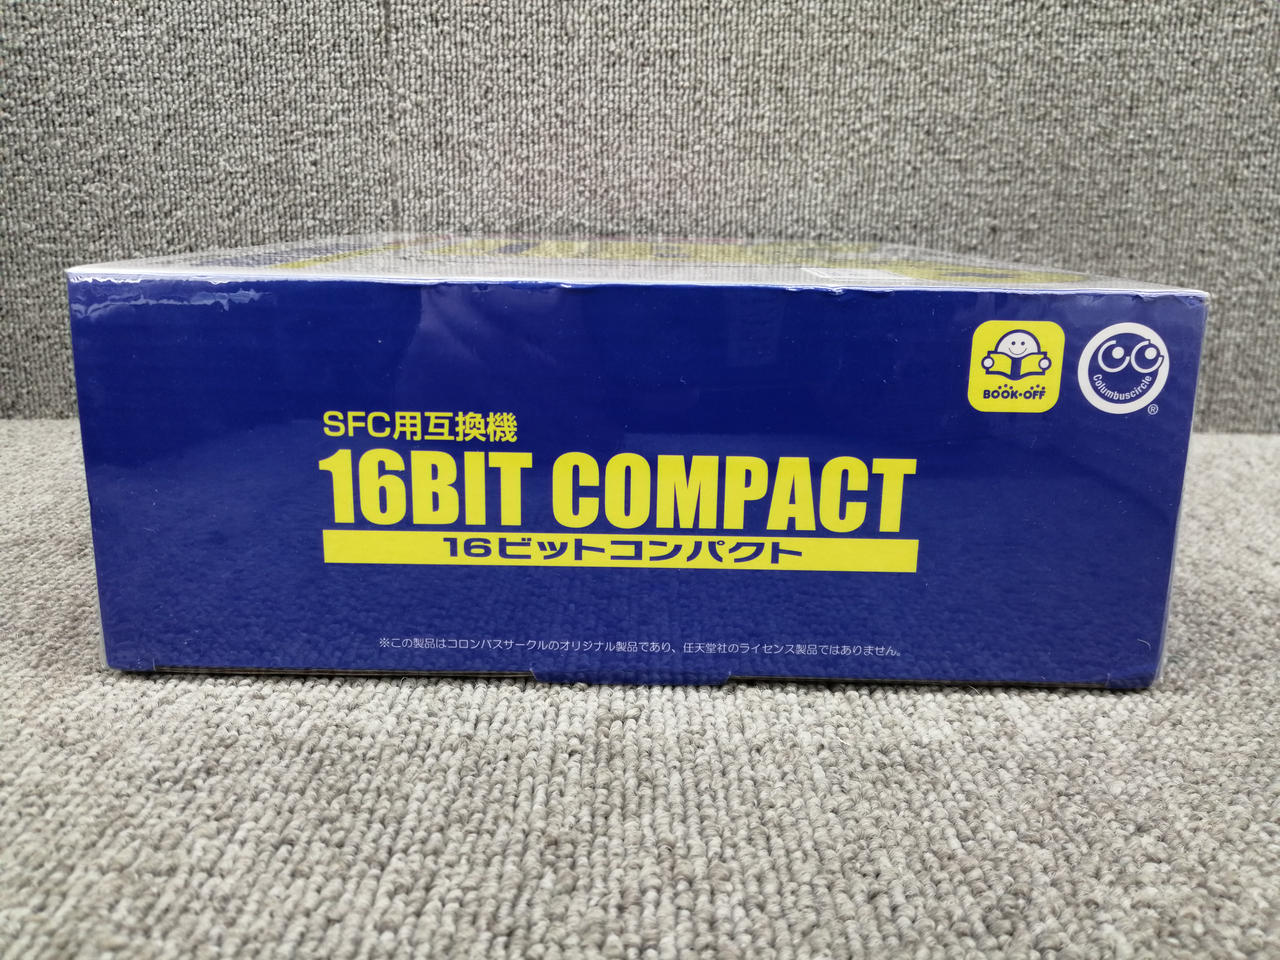 BOOK・OFF
Columbuscircle
®
SFC用互換機
16BIT COMPACT
16ビットコンパクト
※この製品はコロンバスサークルのオリジナル製品であり、任天堂社のライセンス製品ではありません。